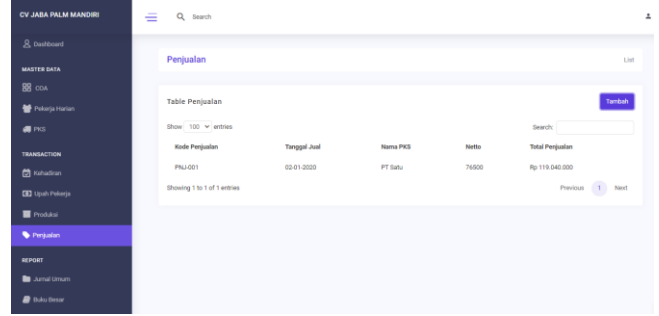 CV JABA PALM MANDIRI
Search
Dashboard
MASTER DATA
COA
Pekerja Harian
PKS
TRANSACTION
Kehadiran
Upah Pekerja
Produksi
Penjualan
REPORT
Jurnal Umum
Buku Besar
Penjualan
List
Table Penjualan
Tambah
Show 100 entries
Search:
Kode Penjualan Tanggal Jual Nama PKS Netto Total Penjualan
PNJ-001 02-01-2020 PT Satu 76500 Rp 119.040.000
Showing 1 to 1 of 1 entries
Previous 1 Next